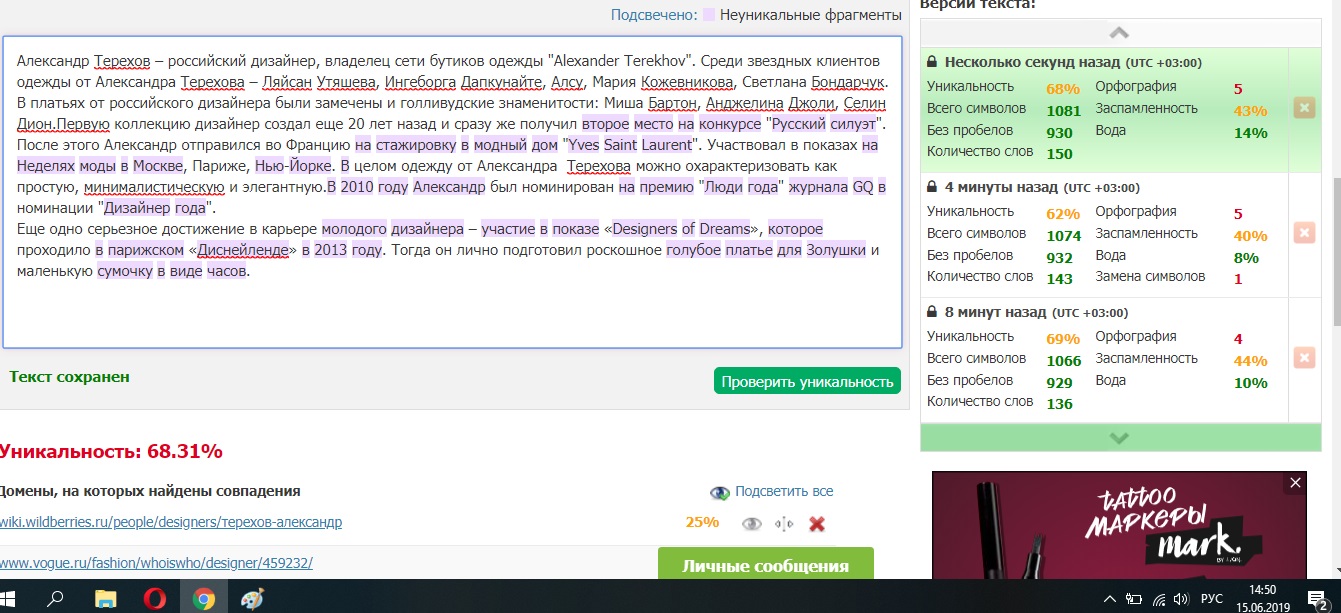 Подсвечено: Неуникальные фрагменты
Александр Терехов – российский дизайнер, владелец сети бутиков одежды "Alexander Terekhov". Среди звездных клиентов
одежды от Александра Терехова – Ляйсан Утяшева, Ингеборга Дапкунайте, Алсу, Мария Кожевникова, Светлана Бондарчук.
В платьях от российского дизайнера были замечены и голливудские знаменитости: Миша Бартон, Анджелина Джоли, Селин
Дион.Первую коллекцию дизайнер создал еще 20 лет назад и сразу же получил второе место на конкурсе "Русский силуэт".
После этого Александр отправился во Францию на стажировку в модный дом "Yves Saint Laurent". Участвовал в показах на
Неделях моды в Москве, Париже, Нью-Йорке. В целом одежду от Александра  Терехова можно охарактеризовать как
простую, минималистическую и элегантную.В 2010 году Александр был номинирован на премию "Люди года" журнала GQ в
номинации "Дизайнер года".
Еще одно серьезное достижение в карьере молодого дизайнера – участие в показе «Designers of Dreams», которое
проходило в парижском «Диснейленде» в 2013 году. Тогда он лично подготовил роскошное голубое платье для Золушки и
маленькую сумочку в виде часов.
Текст сохранен
Проверить уникальность
Уникальность: 68.31%
Домены, на которых найдены совпадения
Подсветить все
wiki.wildberries.ru/people/designers/терехов-александр
25%
www.vogue.ru/fashion/whoiswho/designer/459232/
Личные сообщения
Версии текста:
Несколько секунд назад (UTC +03:00)
Уникальность 68% Орфография 5
Всего символов 1081 Заспамленность 43%
Без пробелов 930 Вода 14%
Количество слов 150
4 минуты назад (UTC +03:00)
Уникальность 62% Орфография 5
Всего символов 1074 Заспамленность 40%
Без пробелов 932 Вода 8%
Количество слов 143 Замена символов 1
8 минут назад (UTC +03:00)
Уникальность 69% Орфография 4
Всего символов 1066 Заспамленность 44%
Без пробелов 929 Вода 10%
Количество слов 136
таттоо
маркеры
mark.
РУС
14:50
15.06.2019
2